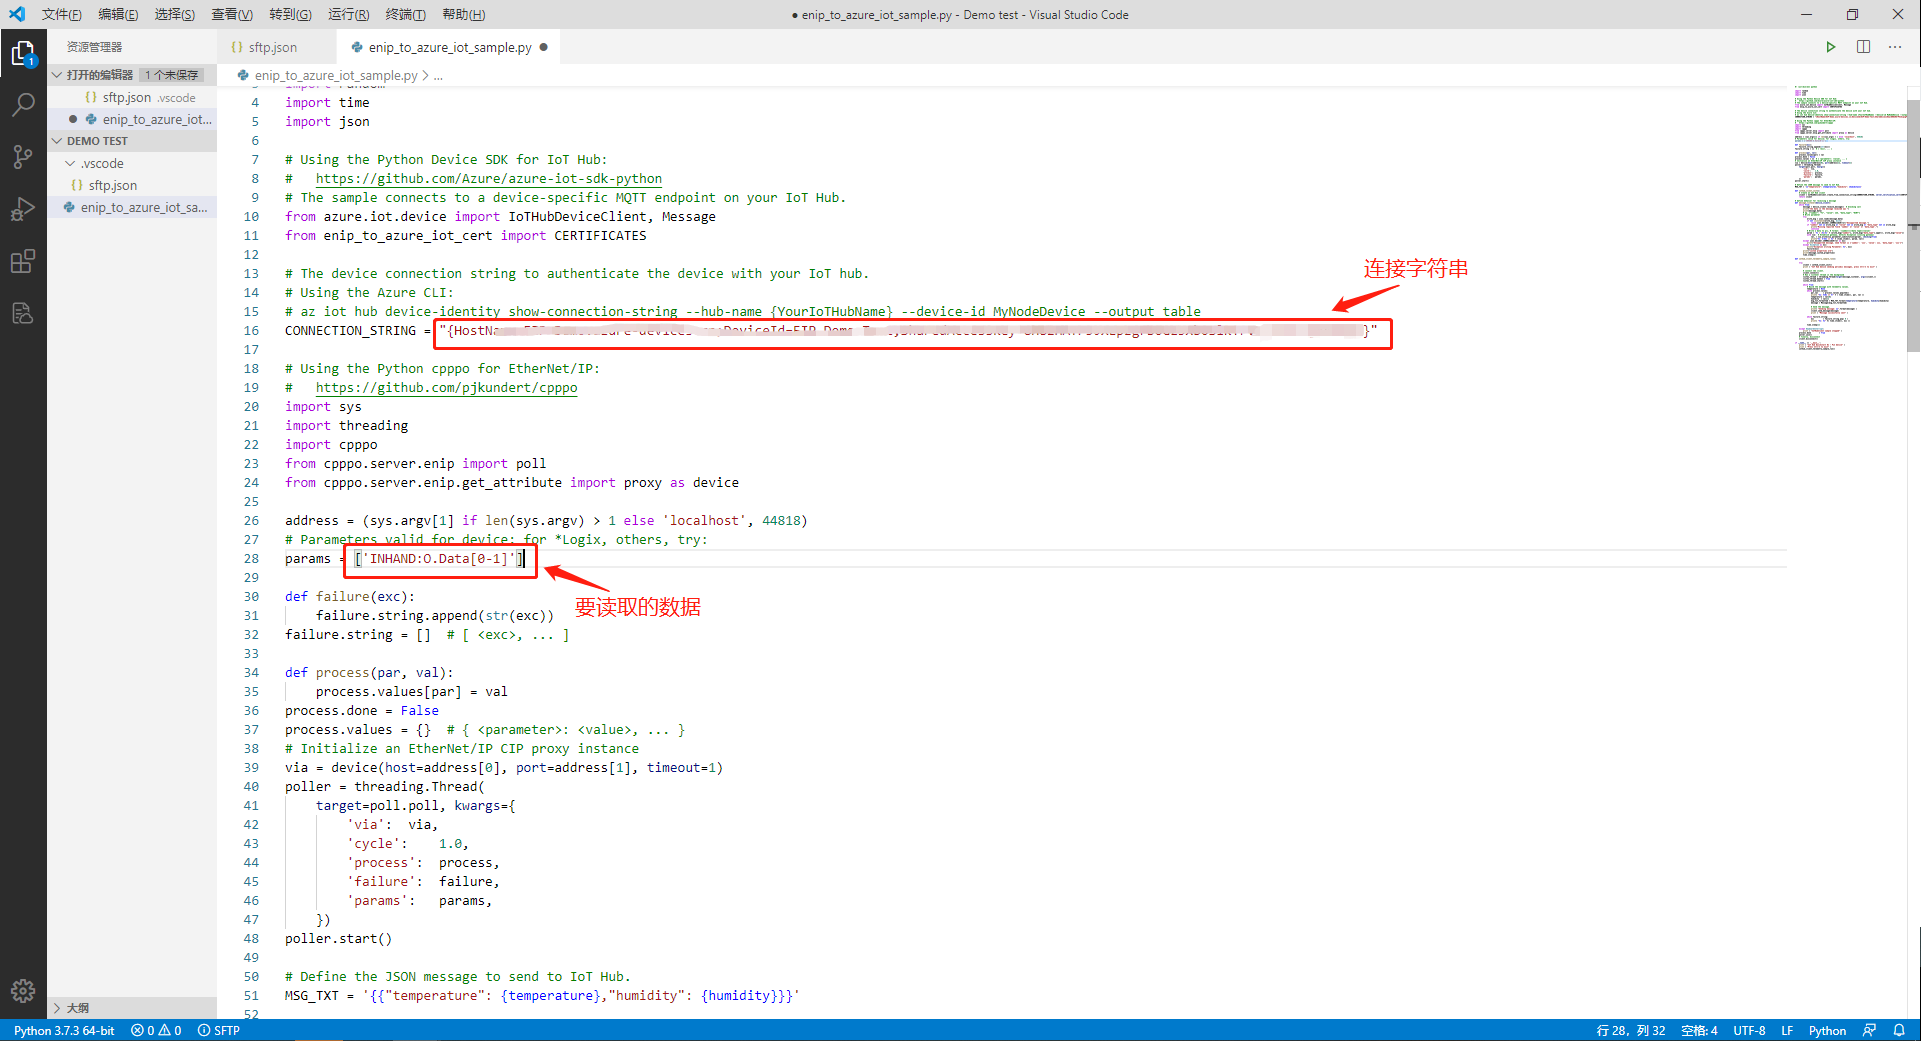 文件(F) 编辑(E) 选择(S) 查看(V) 转到(G) 运行(R) 终端(T) 帮助(H)
● enip_to_azure_iot_sample.py - Demo test - Visual Studio Code
资源管理器
{} sftp.json
enip_to_azure_iot_sample.py ●
打开的编辑器 1 个未保存
enip_to_azure_iot_sample.py > ...
{} sftp.json .vscode
● enip_to_azure_iot...
DEMO TEST
.vscode
{} sftp.json
enip_to_azure_iot_sa...
import random
4 import time
5 import json
6
7 # Using the Python Device SDK for IoT Hub:
8 #   https://github.com/Azure/azure-iot-sdk-python
9 # The sample connects to a device-specific MQTT endpoint on your IoT Hub.
10 from azure.iot.device import IoTHubDeviceClient, Message
11 from enip_to_azure_iot_cert import CERTIFICATES
12
13 # The device connection string to authenticate the device with your IoT hub.
连接字符串
14 # Using the Azure CLI:
15 # az iot hub device-identity show-connection-string --hub-name {YourIoTHubName} --device-id MyNodeDevice --output table
16 CONNECTION_STRING = "{HostNam }"
17
18 # Using the Python cpppo for EtherNet/IP:
19 #   https://github.com/pjkundert/cpppo
20 import sys
21 import threading
22 import cpppo
23 from cpppo.server.enip import poll
24 from cpppo.server.enip.get_attribute import proxy as device
25
26 address = (sys.argv[1] if len(sys.argv) > 1 else 'localhost', 44818)
27 # Parameters valid for device; for *Logix, others, try:
28 params = ['INHAND:O.Data[0-1]']
29
要读取的数据
30 def failure(exc):
31     failure.string.append(str(exc))
32 failure.string = []  # [ <exc>, ... ]
33
34 def process(par, val):
35     process.values[par] = val
36 process.done = False
37 process.values = {}  # { <parameter>: <value>, ... }
38 # Initialize an EtherNet/IP CIP proxy instance
39 via = device(host=address[0], port=address[1], timeout=1)
40 poller = threading.Thread(
41     target=poll.poll, kwargs={
42         'via':  via,
43         'cycle':    1.0,
44         'process':  process,
45         'failure':  failure,
46         'params':   params,
47     })
48 poller.start()
49
50 # Define the JSON message to send to IoT Hub.
51 MSG_TXT = '{{"temperature": {temperature},"humidity": {humidity}}}'
52
大纲
1
Python 3.7.3 64-bit 0 0 SFTP
行 28，列 32 空格: 4 UTF-8 LF Python